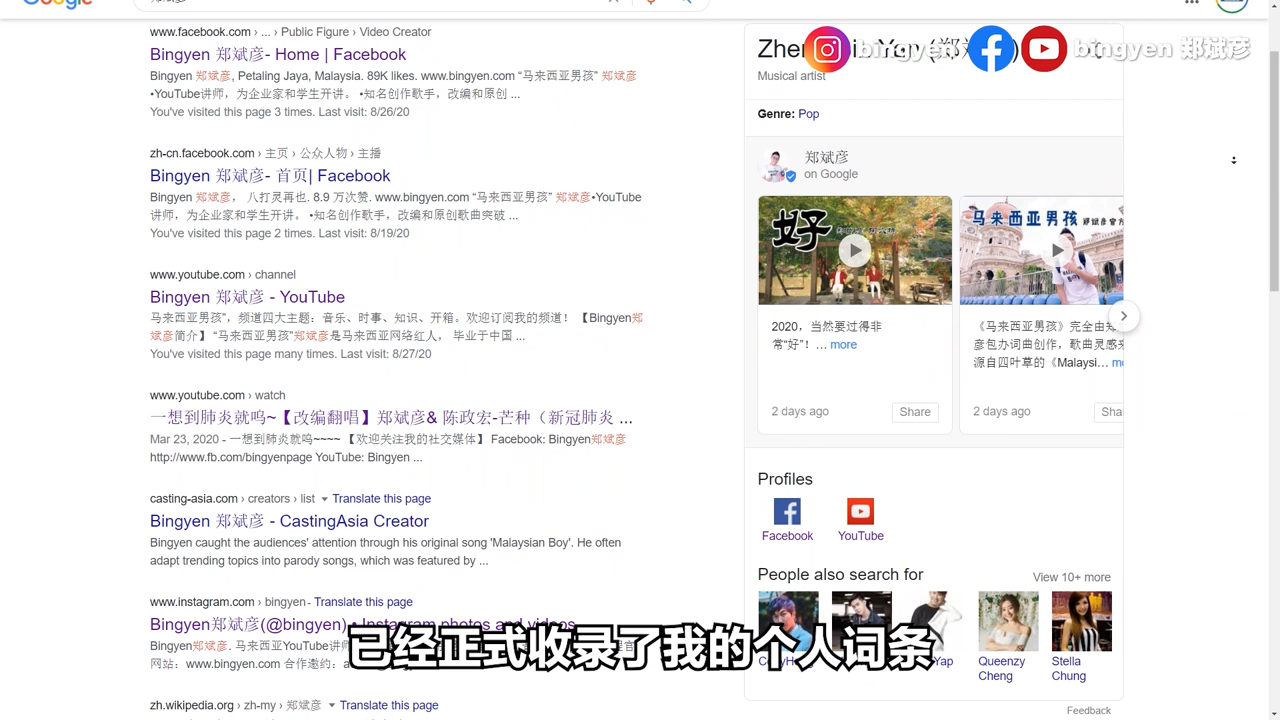 www.facebook.com › ... › Public Figure › Video Creator
Bingyen 郑斌彦- Home | Facebook
Bingyen 郑斌彦, Petaling Jaya, Malaysia. 89K likes. www.bingyen.com “马来西亚男孩” 郑斌彦
•YouTube讲师，为企业家和学生开讲。 •知名创作歌手，改编和原创 ...
You've visited this page 3 times. Last visit: 8/26/20
zh-cn.facebook.com › 主页 › 公众人物 › 主播
Bingyen 郑斌彦- 首页| Facebook
Bingyen 郑斌彦， 八打灵再也. 8.9 万次赞. www.bingyen.com “马来西亚男孩” 郑斌彦•YouTube
讲师，为企业家和学生开讲。 •知名创作歌手，改编和原创歌曲突破 ...
You've visited this page 2 times. Last visit: 8/19/20
www.youtube.com › channel
Bingyen 郑斌彦 - YouTube
马来西亚男孩”，频道四大主题：音乐、时事、知识、开箱。欢迎订阅我的频道！ 【Bingyen郑
斌彦简介】 “马来西亚男孩”郑斌彦是马来西亚网络红人， 毕业于中国 ...
You've visited this page many times. Last visit: 8/27/20
www.youtube.com › watch
一想到肺炎就呜~【改编翻唱】郑斌彦& 陈政宏-芒种（新冠肺炎 ...
Mar 23, 2020 - 一想到肺炎就呜~~~~ 【欢迎关注我的社交媒体】 Facebook: Bingyen郑斌彦
http://www.fb.com/bingyenpage YouTube: Bingyen ...
casting-asia.com › creators › list Translate this page
Bingyen 郑斌彦 - CastingAsia Creator
Bingyen caught the audiences' attention through his original song 'Malaysian Boy'. He often
adapt trending topics into parody songs, which was featured by ...
www.instagram.com › bingyen - Translate this page
Bingyen郑斌彦(@bingyen) • Instagram photos and videos
Bingyen郑斌彦. 马来西亚YouTube讲师
网站：www.bingyen.com 合作邀约：
zh.wikipedia.org › zh-my › 郑斌彦 Translate this page
bingyen
bingyen 郑斌彦
Musical artist
Genre: Pop
郑斌彦
on Google
好
马来西亚男孩
2020，当然要过得非
常“好”！ … more
2 days ago
Share
《马来西亚男孩》完全由郑
彦包办词曲创作，歌曲灵感来
源自四叶草的《Malaysi…
2 days ago
Profiles
Facebook
YouTube
People also search for
View 10+ more
Yap
Queenzy
Cheng
Stella
Chung
Feedback
已经正式收录了我的个人词条